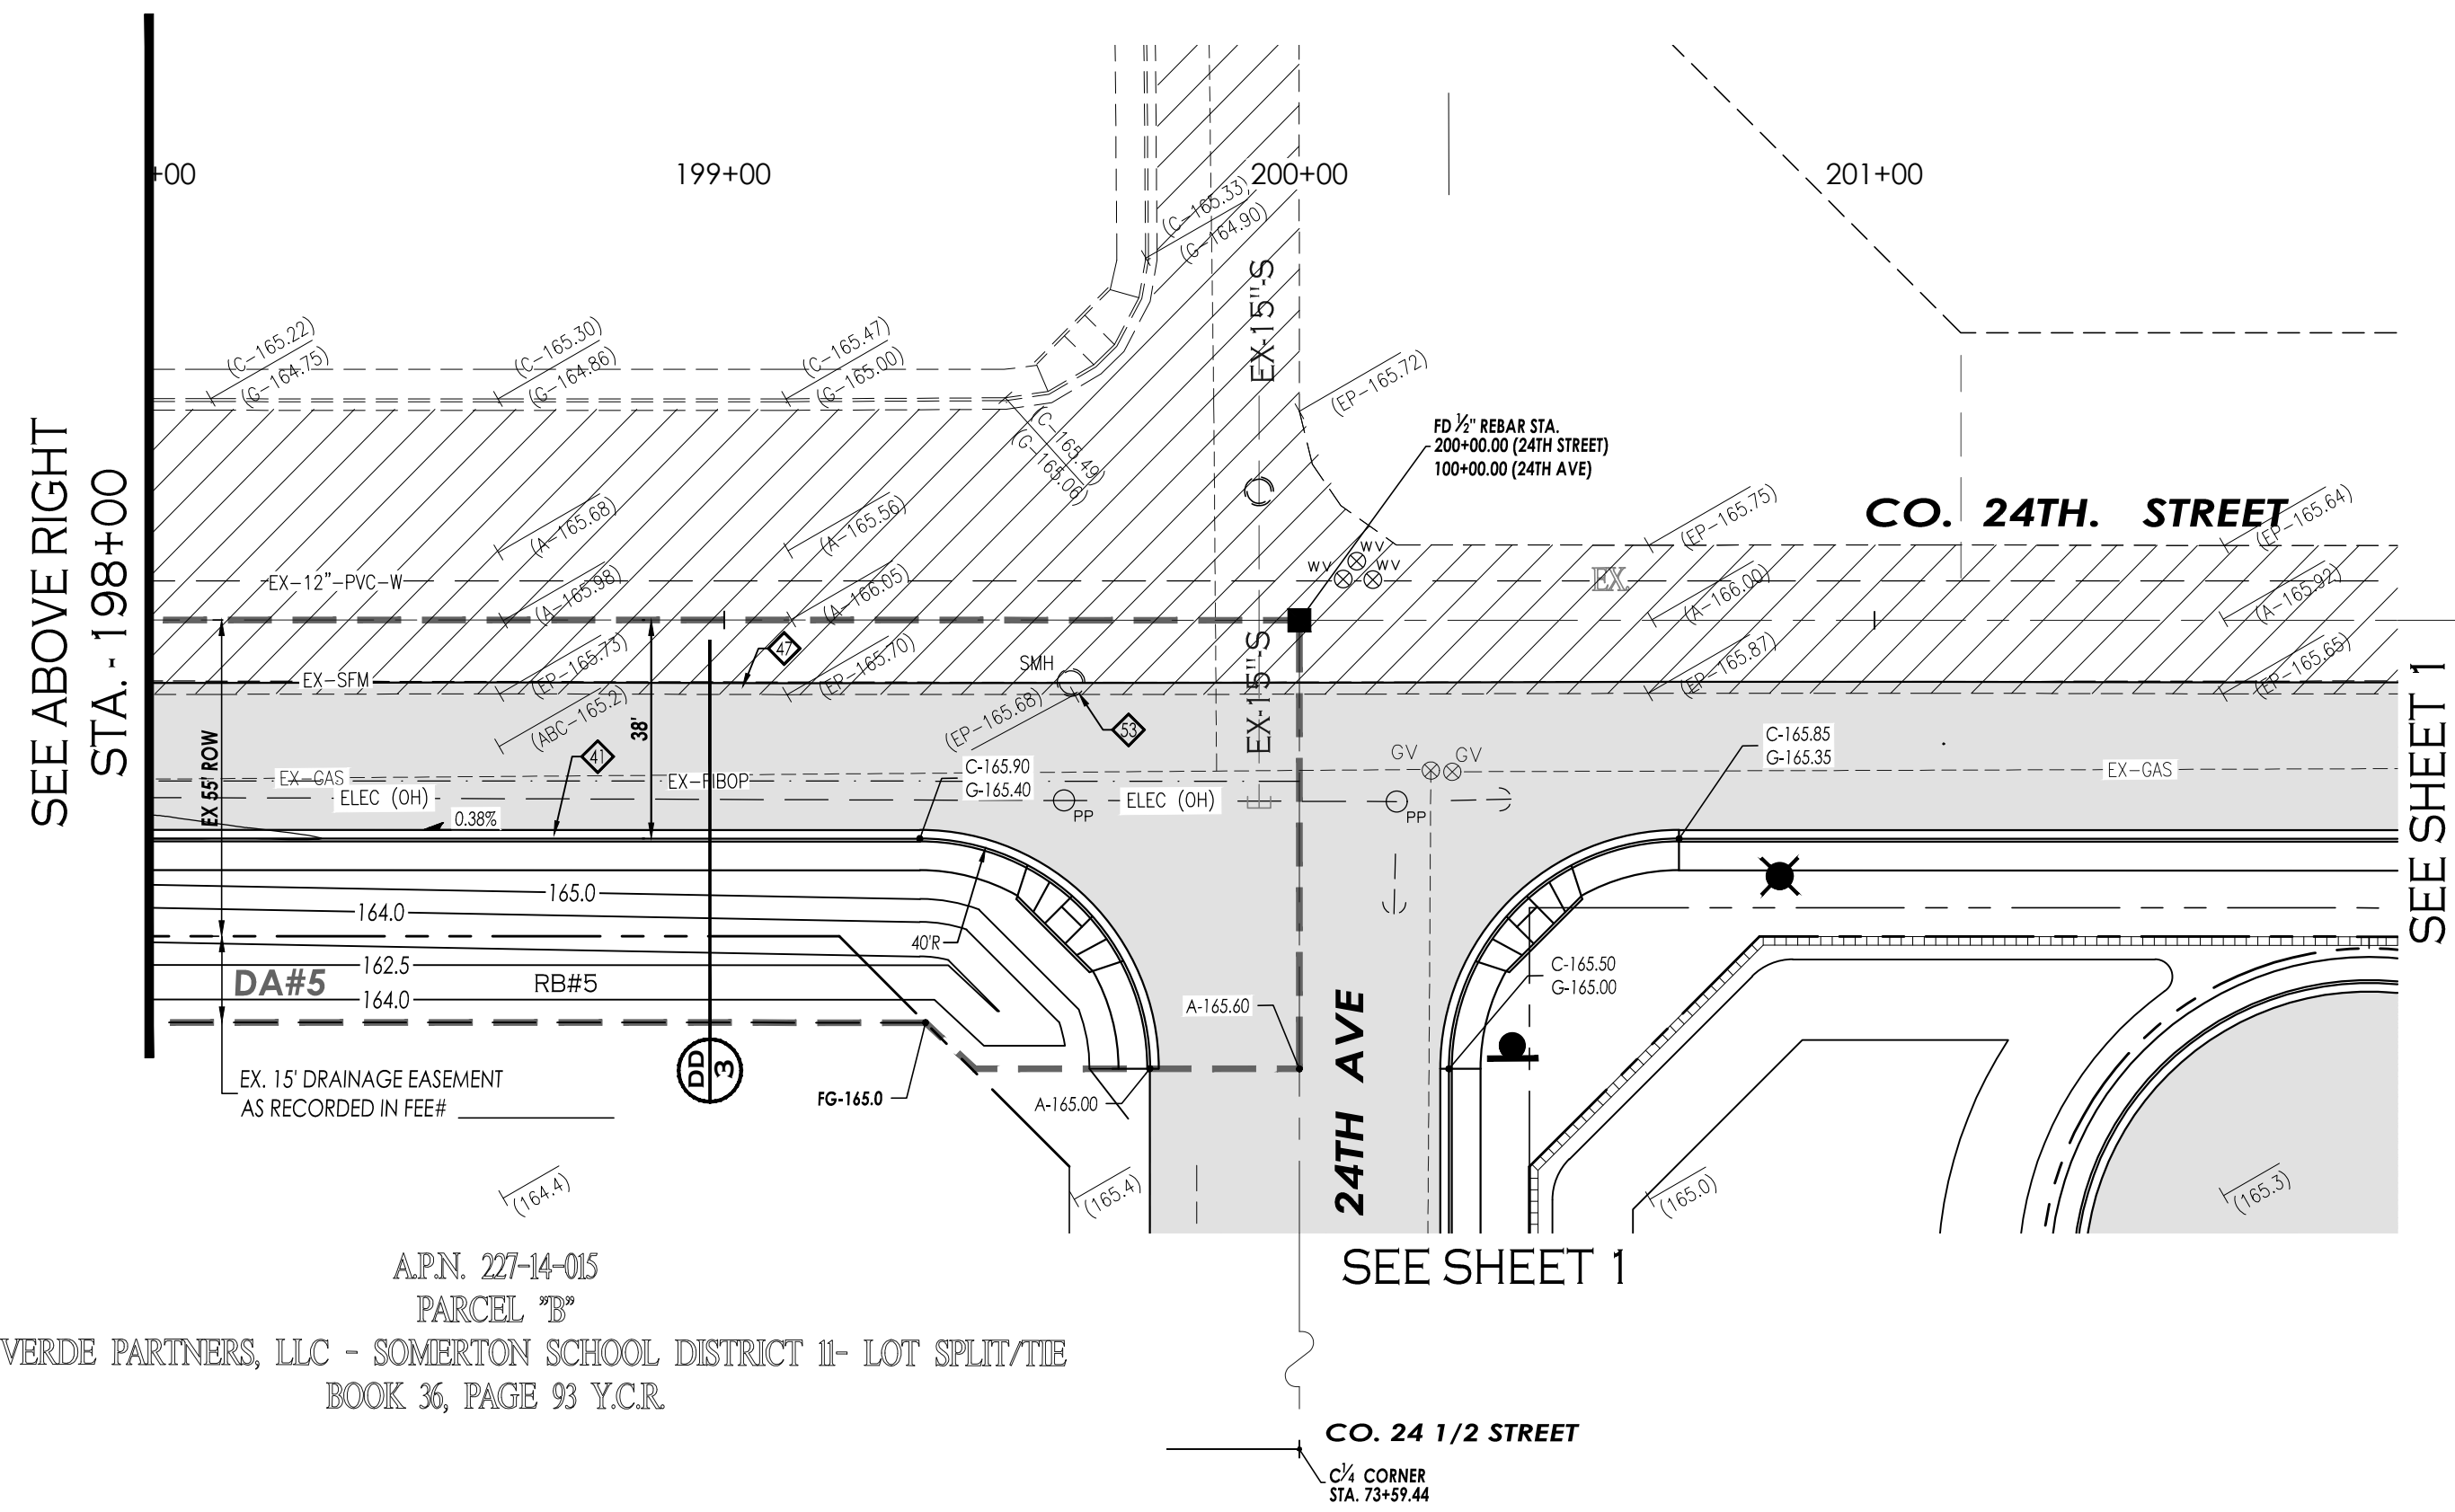 +00
199+00
200+00
201+00
(C-165.33)
(G-164.90)
EX-15"-S
(C-165.22)
(G-164.75)
(C-165.30)
(G-164.86)
(C-165.47)
(G-165.00)
(EP-165.72)
(C-165.49)
(G-165.06)
FD ½" REBAR STA.
200+00.00 (24TH STREET)
100+00.00 (24TH AVE)
SEE ABOVE RIGHT
STA.-198+00
CO. 24TH. STREET
(A-165.68)
(A-165.56)
(EP-165.75)
(EP-165.64)
WV
WV
WV
EX-12"-PVC-W
EX.
(A-165.98)
(A-166.05)
(A-166.00)
(A-165.92)
47
(EP-165.73)
(EP-165.70)
SMH
EX-15"-S
(EP-165.87)
(EP-165.65)
EX-SFM
(ABC-165.2)
38'
(EP-165.68)
53
SEE SHEET 1
EX 55' ROW
41
C-165.85
G-165.35
GV
GV
EX-GAS
EX-FIBOP
C-165.90
G-165.40
EX-GAS
ELEC (OH)
ELEC (OH)
PP
PP
0.38%
165.0
164.0
40'R
162.5
DA#5
RB#5
164.0
C-165.50
G-165.00
A-165.60
24TH AVE
DD
3
EX. 15' DRAINAGE EASEMENT
AS RECORDED IN FEE#
FG-165.0
A-165.00
(164.4)
(165.4)
(165.0)
(165.3)
SEE SHEET 1
A.P.N. 227-14-015
PARCEL "B"
VERDE PARTNERS, LLC - SOMERTON SCHOOL DISTRICT 11- LOT SPLIT/TIE
BOOK 36, PAGE 93 Y.C.R.
CO. 24 1/2 STREET
C¼ CORNER
STA. 73+59.44